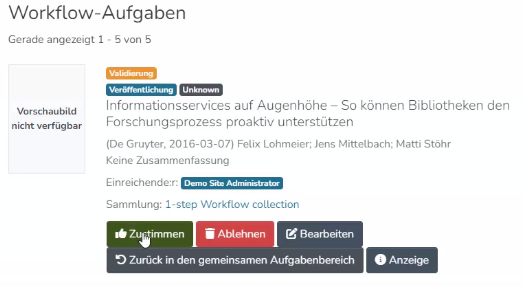 Workflow-Aufgaben
Gerade angezeigt 1 - 5 von 5
Vorschaubild
nicht verfügbar
Validierung
Veröffentlichung Unknown
Informationsservices auf Augenhöhe – So können Bibliotheken den
Forschungsprozess proaktiv unterstützen
(De Gruyter, 2016-03-07) Felix Lohmeier; Jens Mittelbach; Matti Stöhr
Keine Zusammenfassung
Einreichende:r: Demo Site Administrator
Sammlung: 1-step Workflow collection
Zustimmen Ablehnen Bearbeiten
Zurück in den gemeinsamen Aufgabenbereich Anzeige